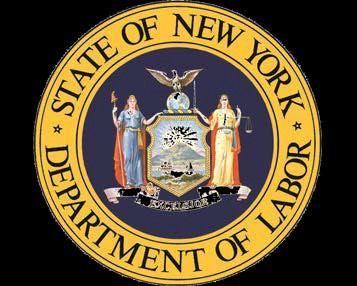 STATE OF NEW YORK
DEPARTMENT OF LABOR
EXCELSIOR